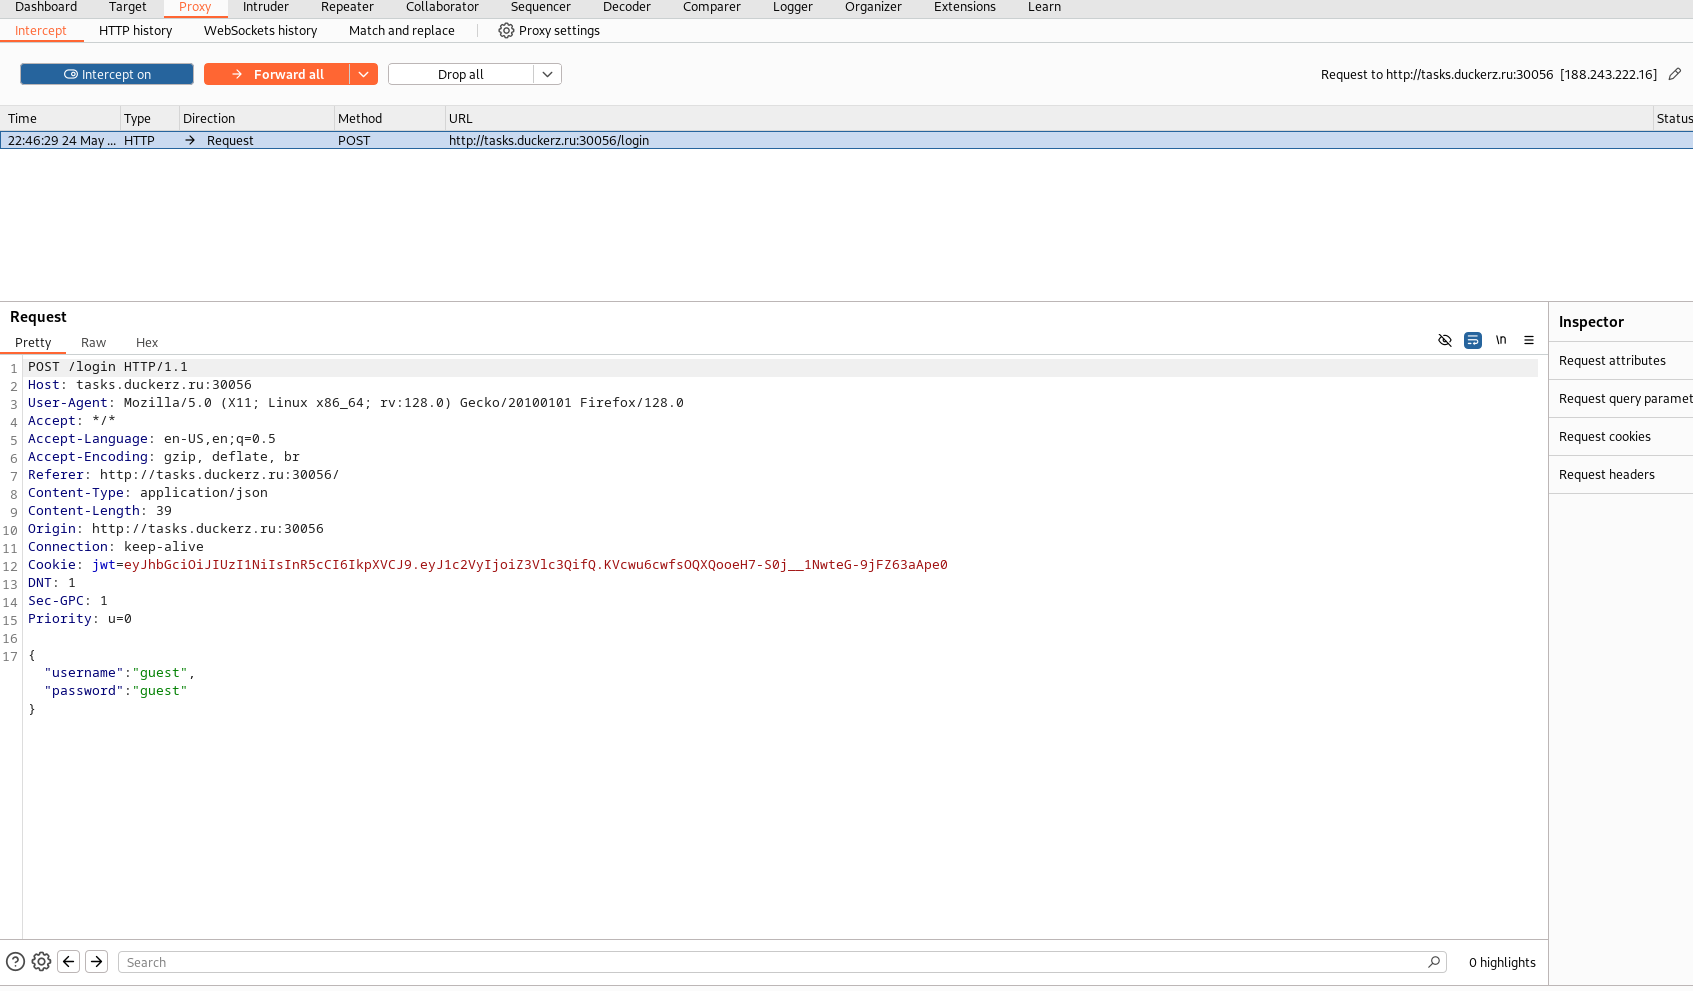 Dashboard Target Proxy Intruder Repeater Collaborator Sequencer Decoder Comparer Logger Organizer Extensions Learn
Intercept HTTP history WebSockets history Match and replace Proxy settings
Intercept on Forward all Drop all Request to http://tasks.duckerz.ru:30056 [188.243.222.16]
Time Type Direction Method URL Status
22:46:29 24 May ... HTTP → Request POST http://tasks.duckerz.ru:30056/login
Request
Inspector
Pretty Raw Hex \n
Request attributes
Request query paramet
Request cookies
Request headers
1 POST /login HTTP/1.1
2 Host: tasks.duckerz.ru:30056
3 User-Agent: Mozilla/5.0 (X11; Linux x86_64; rv:128.0) Gecko/20100101 Firefox/128.0
4 Accept: */*
5 Accept-Language: en-US,en;q=0.5
6 Accept-Encoding: gzip, deflate, br
7 Referer: http://tasks.duckerz.ru:30056/
8 Content-Type: application/json
9 Content-Length: 39
10 Origin: http://tasks.duckerz.ru:30056
11 Connection: keep-alive
12 Cookie: jwt=eyJhbGciOiJIUzI1NiIsInR5cCI6IkpXVCJ9.eyJ1c2VyIjoiZ3Vlc3QifQ.KVcwu6cwfsOQXQooeH7-S0j__1NwteG-9jFZ63aApe0
13 DNT: 1
14 Sec-GPC: 1
15 Priority: u=0
16
17 {
"username":"guest",
"password":"guest"
}
Search 0 highlights